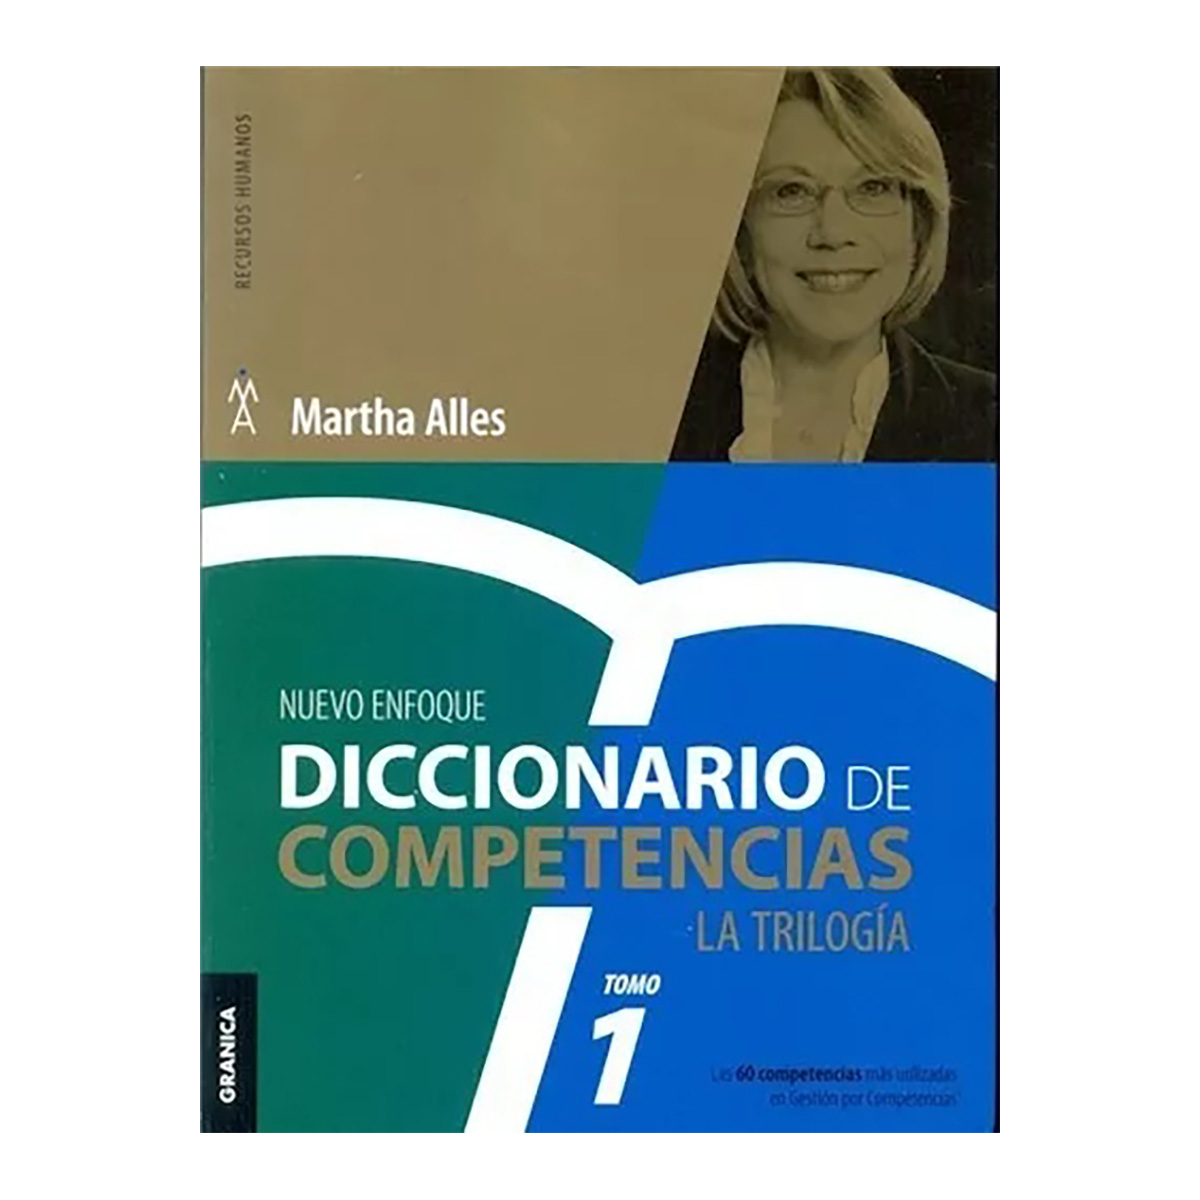 RECURSOS HUMANOS
MA
Martha Alles
NUEVO ENFOQUE
DICCIONARIO DE
COMPETENCIAS
LA TRILOGÍA
TOMO
1
GRANICA
Las 60 competencias más utilizadas
en Gestión por Competencias